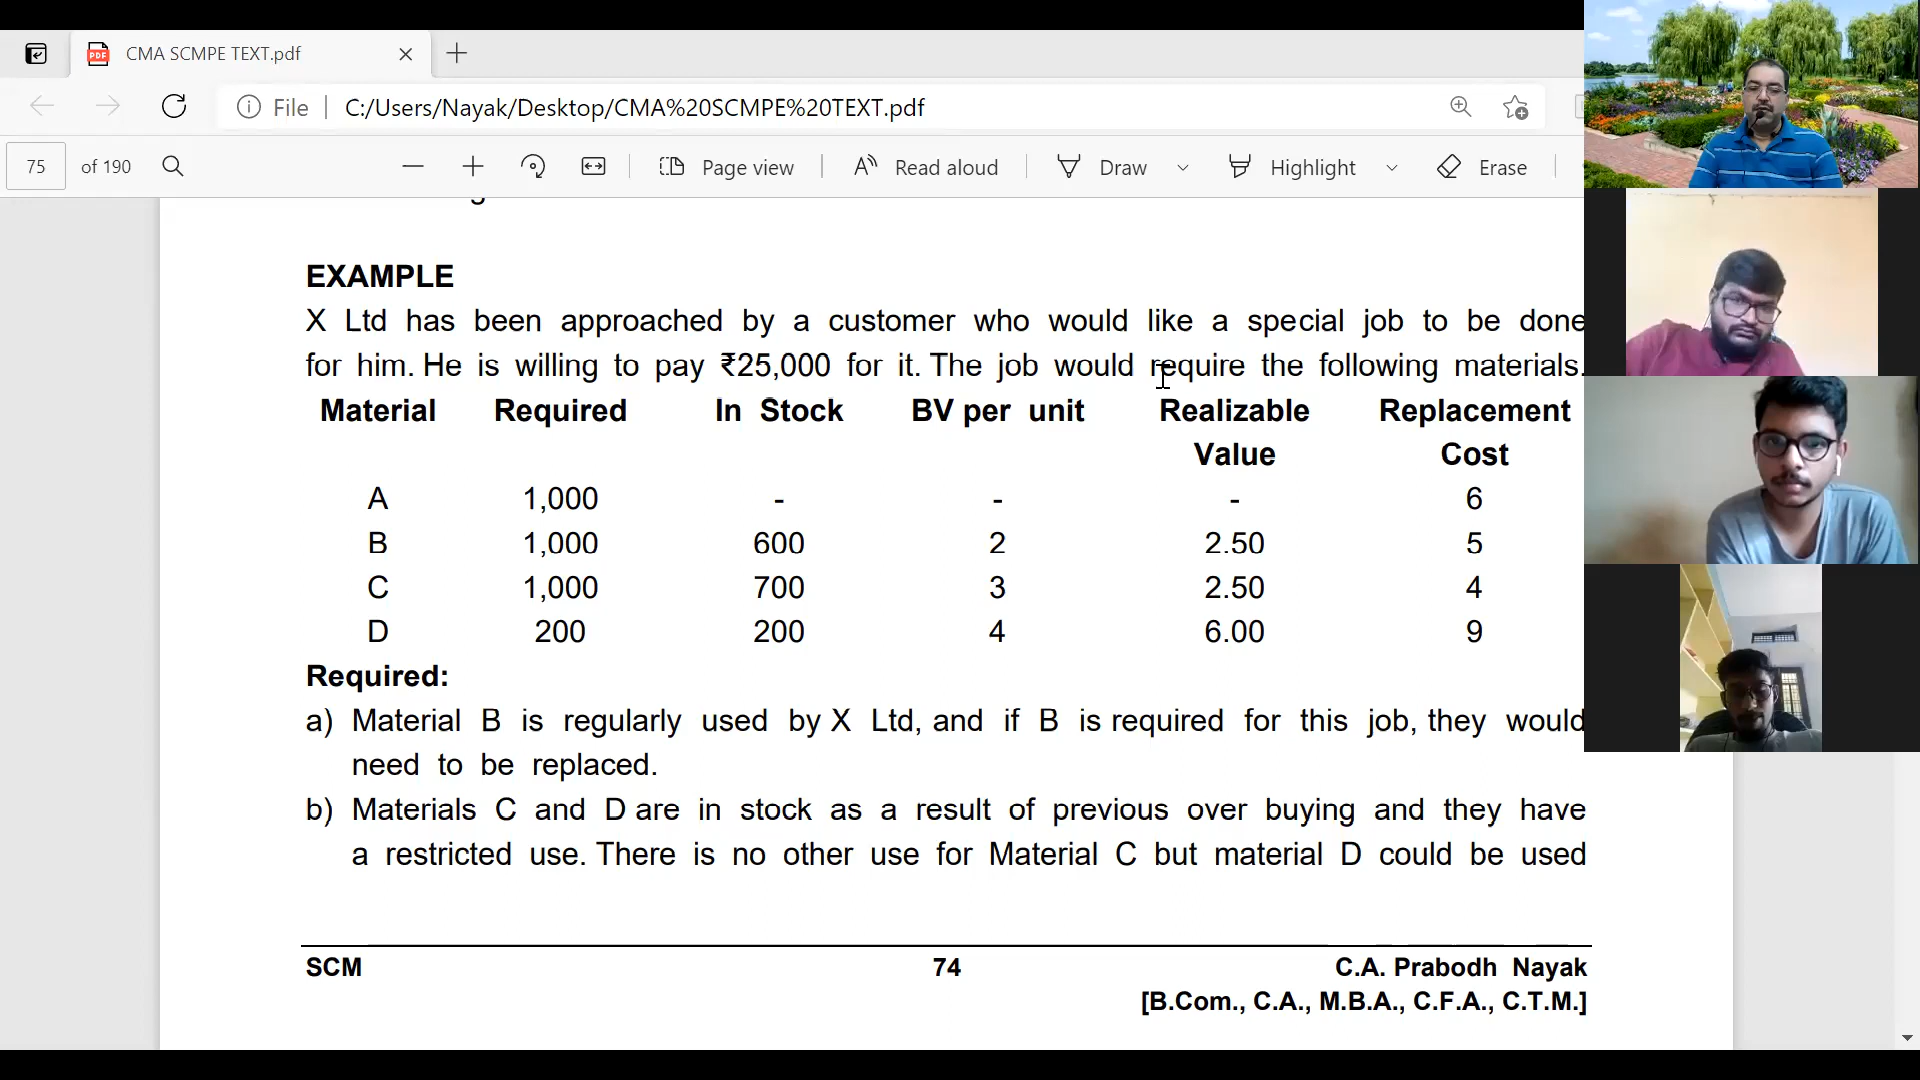 CMA SCMPE TEXT.pdf
File | C:/Users/Nayak/Desktop/CMA%20SCMPE%20TEXT.pdf
75 of 190 Page view Read aloud Draw Highlight Erase
EXAMPLE
X Ltd has been approached by a customer who would like a special job to be done
for him. He is willing to pay ₹25,000 for it. The job would require the following materials.
Material Required In Stock BV per unit Realizable Replacement
Value Cost
A 1,000 - - - 6
B 1,000 600 2 2.50 5
C 1,000 700 3 2.50 4
D 200 200 4 6.00 9
Required:
a) Material B is regularly used by X Ltd, and if B is required for this job, they would
need to be replaced.
b) Materials C and D are in stock as a result of previous over buying and they have
a restricted use. There is no other use for Material C but material D could be used
SCM 74 C.A. Prabodh Nayak
[B.Com., C.A., M.B.A., C.F.A., C.T.M.]